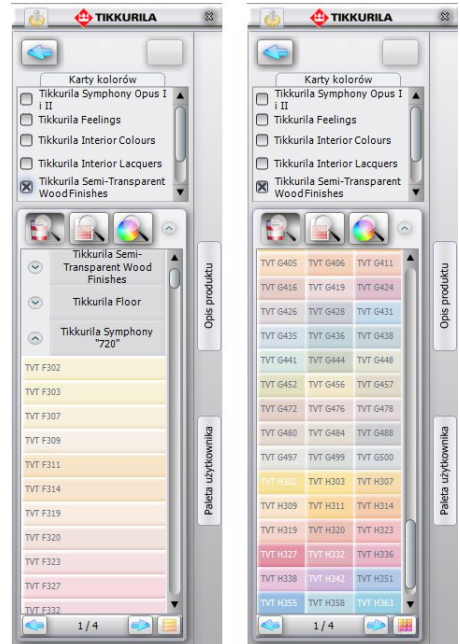 TIKKURILA
Karty kolorów
Tikkurila Symphony Opus I
i II
Tikkurila Feelings
Tikkurila Interior Colours
Tikkurila Interior Lacquers
Tikkurila Semi-Transparent
Wood Finishes
Tikkurila Semi-
Transparent Wood
Finishes
Tikkurila Floor
Tikkurila Symphony
"720"
TVT F302
TVT F303
TVT F307
TVT F309
TVT F311
TVT F314
TVT F319
TVT F320
TVT F323
TVT F327
TVT F332
1/4
Opis produktu
Paleta użytkownika
TIKKURILA
Karty kolorów
Tikkurila Symphony Opus I
i II
Tikkurila Feelings
Tikkurila Interior Colours
Tikkurila Interior Lacquers
Tikkurila Semi-Transparent
Wood Finishes
TVT G405 TVT G406 TVT G411
TVT G416 TVT G419 TVT G424
TVT G426 TVT G428 TVT G431
TVT G435 TVT G436 TVT G438
TVT G441 TVT G444 TVT G448
TVT G452 TVT G456 TVT G457
TVT G472 TVT G476 TVT G478
TVT G480 TVT G484 TVT G488
TVT G497 TVT G499 TVT G500
TVT H302 TVT H303 TVT H307
TVT H309 TVT H311 TVT H314
TVT H319 TVT H320 TVT H323
TVT H327 TVT H332 TVT H336
TVT H338 TVT H342 TVT H351
TVT H355 TVT H358 TVT H363
1/4
Opis produktu
Paleta użytkownika